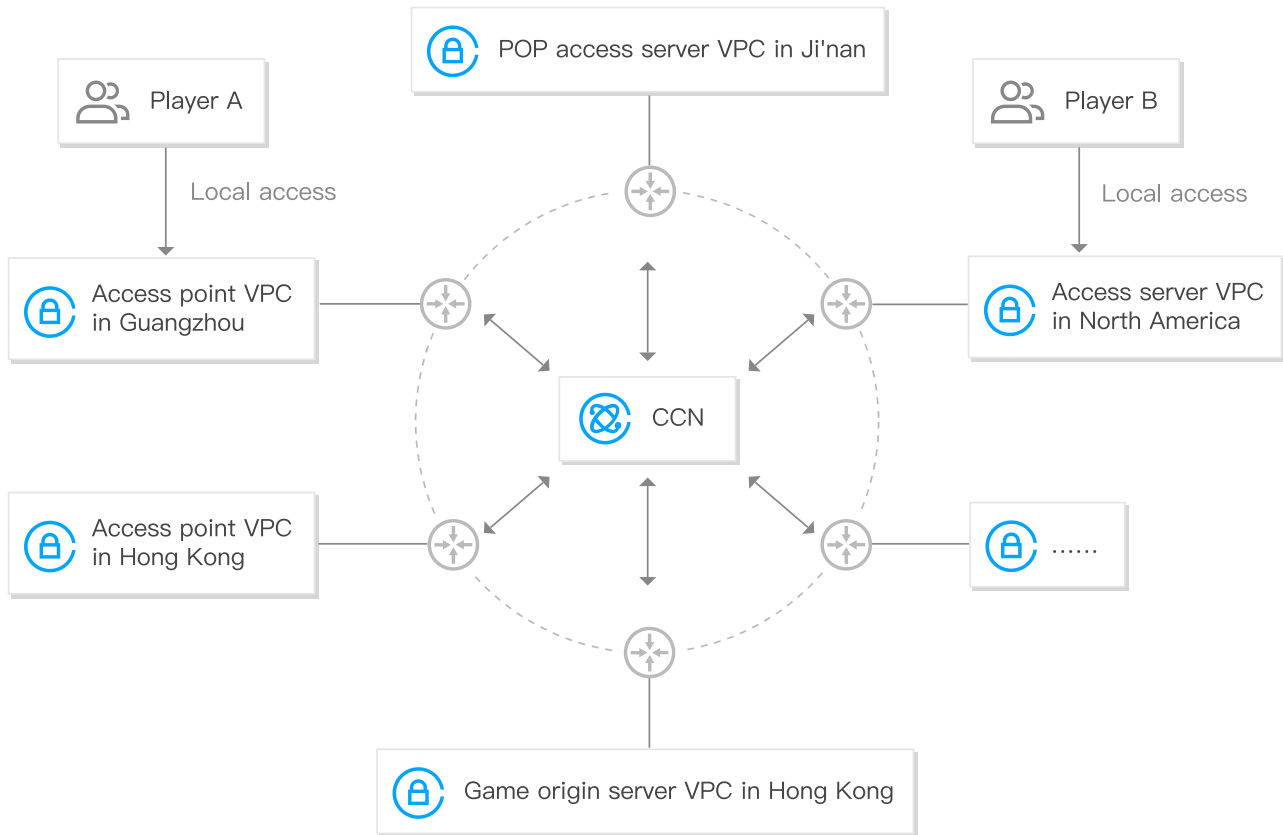 POP access server VPC in Ji'nan
Player A
Player B
Local access
Local access
Access point VPC
in Guangzhou
Access server VPC
in North America
CCN
Access point VPC
in Hong Kong
......
Game origin server VPC in Hong Kong